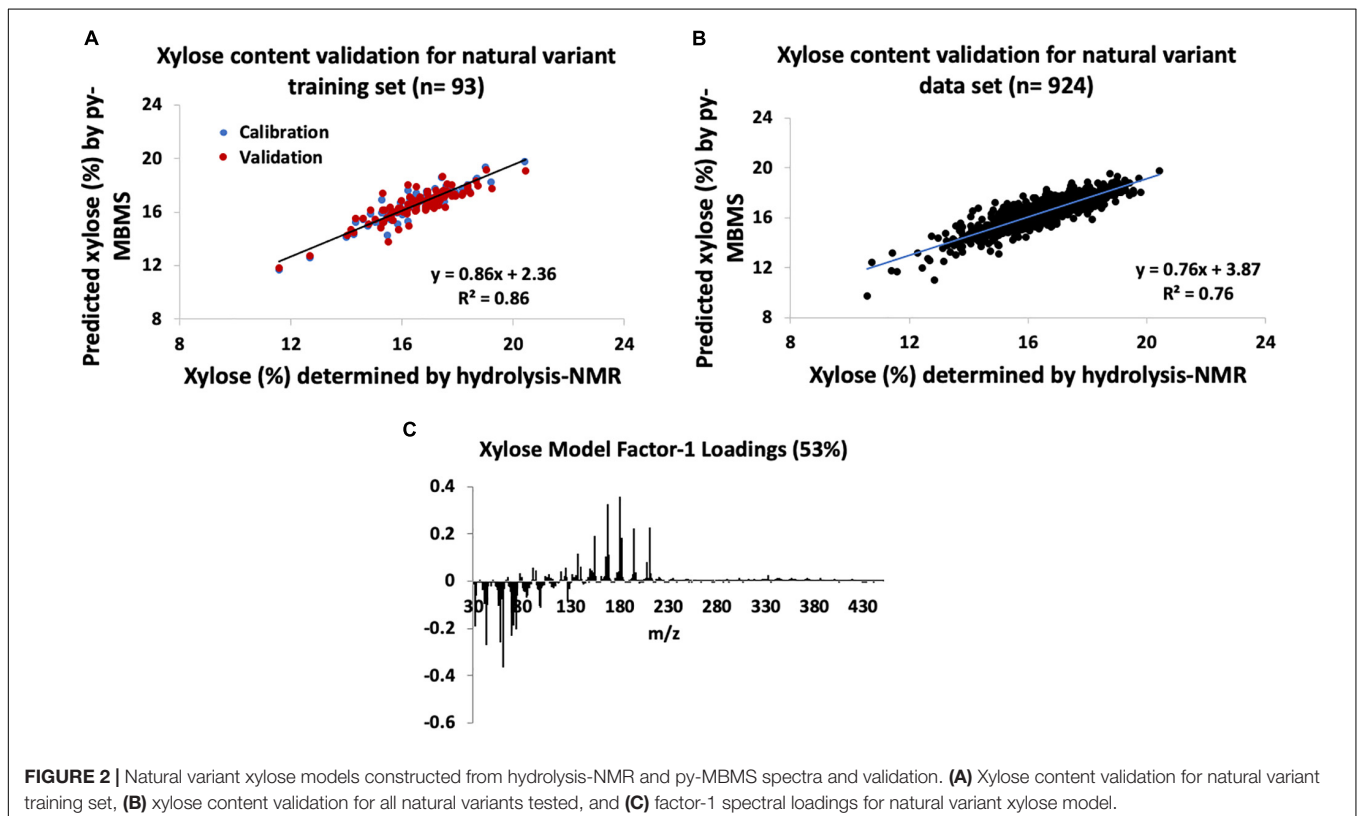 A
Xylose content validation for natural variant
training set (n= 93)
Predicted xylose (%) by py-
MBMS
24
20
16
12
8
Calibration
Validation
y = 0.86x + 2.36
R² = 0.86
8 12 16 20 24
Xylose (%) determined by hydrolysis-NMR
B
Xylose content validation for natural variant
data set (n= 924)
Predicted xylose (%) by py-
MBMS
24
20
16
12
8
y = 0.76x + 3.87
R² = 0.76
8 12 16 20 24
Xylose (%) determined by hydrolysis-NMR
C
Xylose Model Factor-1 Loadings (53%)
0.4
0.2
0
-0.2
-0.4
-0.6
30 80 130 180 230 280 330 380 430
m/z
FIGURE 2 | Natural variant xylose models constructed from hydrolysis-NMR and py-MBMS spectra and validation. (A) Xylose content validation for natural variant
training set, (B) xylose content validation for all natural variants tested, and (C) factor-1 spectral loadings for natural variant xylose model.